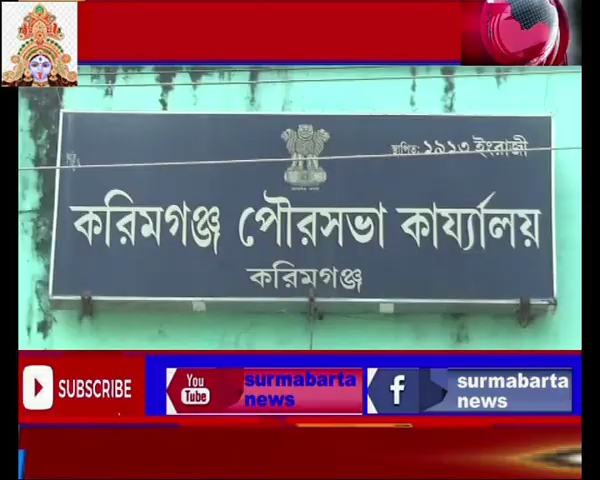 স্থাপিত: ১৯১৩ ইংরাজী
করিমগঞ্জ পৌরসভা কার্য্যালয়
করিমগঞ্জ
SUBSCRIBE
You Tube
surmabarta news
f
surmabarta news